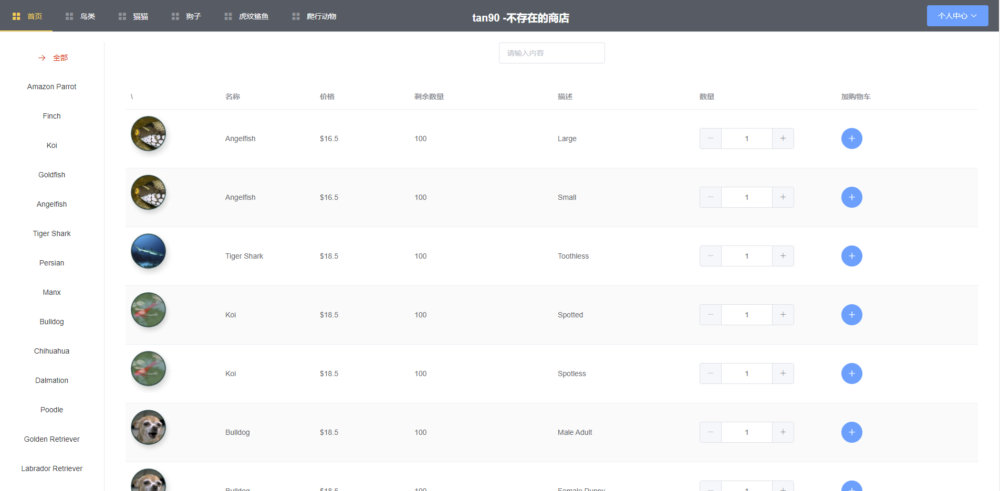 首页 鸟类 猫猫 狗子 虎纹鲨鱼 爬行动物 tan90 -不存在的商店 个人中心
请输入内容
全部
Amazon Parrot
Finch
Koi
Goldfish
Angelfish
Tiger Shark
Persian
Manx
Bulldog
Chihuahua
Dalmation
Poodle
Golden Retriever
Labrador Retriever
\ 名称 价格 剩余数量 描述 数量 加购物车
Angelfish $16.5 100 Large 1
Angelfish $16.5 100 Small 1
Tiger Shark $18.5 100 Toothless 1
Koi $18.5 100 Spotted 1
Koi $18.5 100 Spotless 1
Bulldog $18.5 100 Male Adult 1
Bulldog $18.5 100 Female Puppy 1